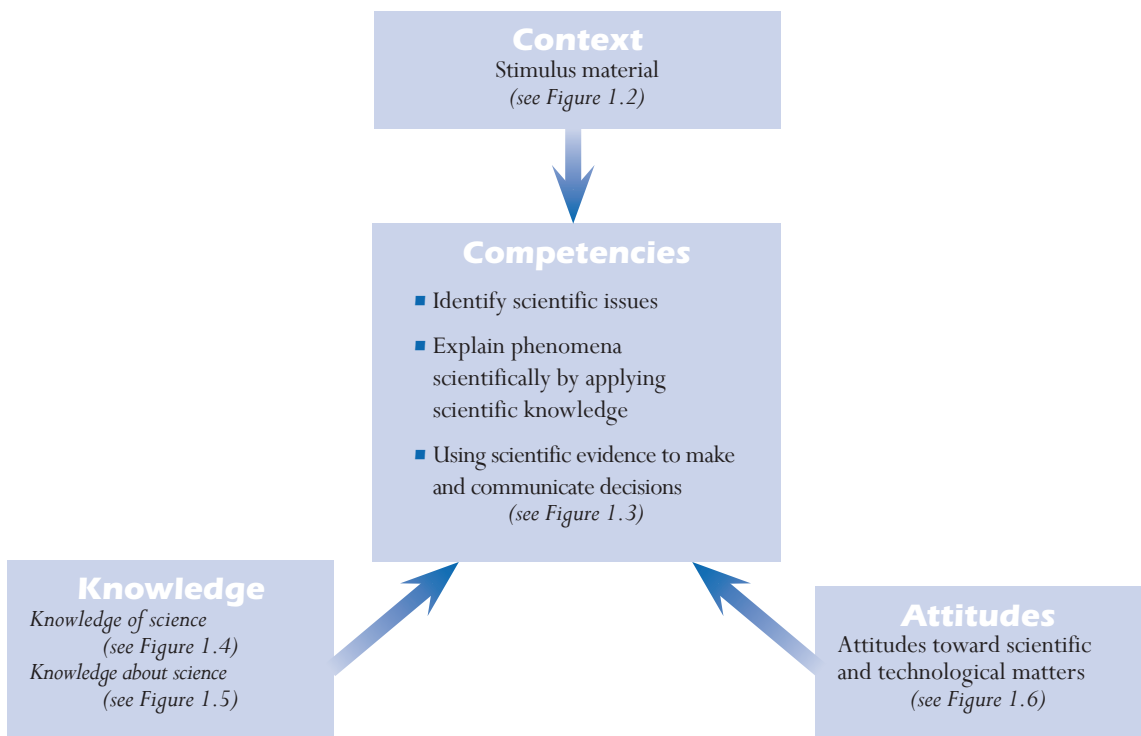 Context
Stimulus material
(see Figure 1.2)
Competencies
■ Identify scientific issues
■ Explain phenomena
scientifically by applying
scientific knowledge
■ Using scientific evidence to make
and communicate decisions
(see Figure 1.3)
Knowledge
Knowledge of science
(see Figure 1.4)
Knowledge about science
(see Figure 1.5)
Attitudes
Attitudes toward scientific
and technological matters
(see Figure 1.6)